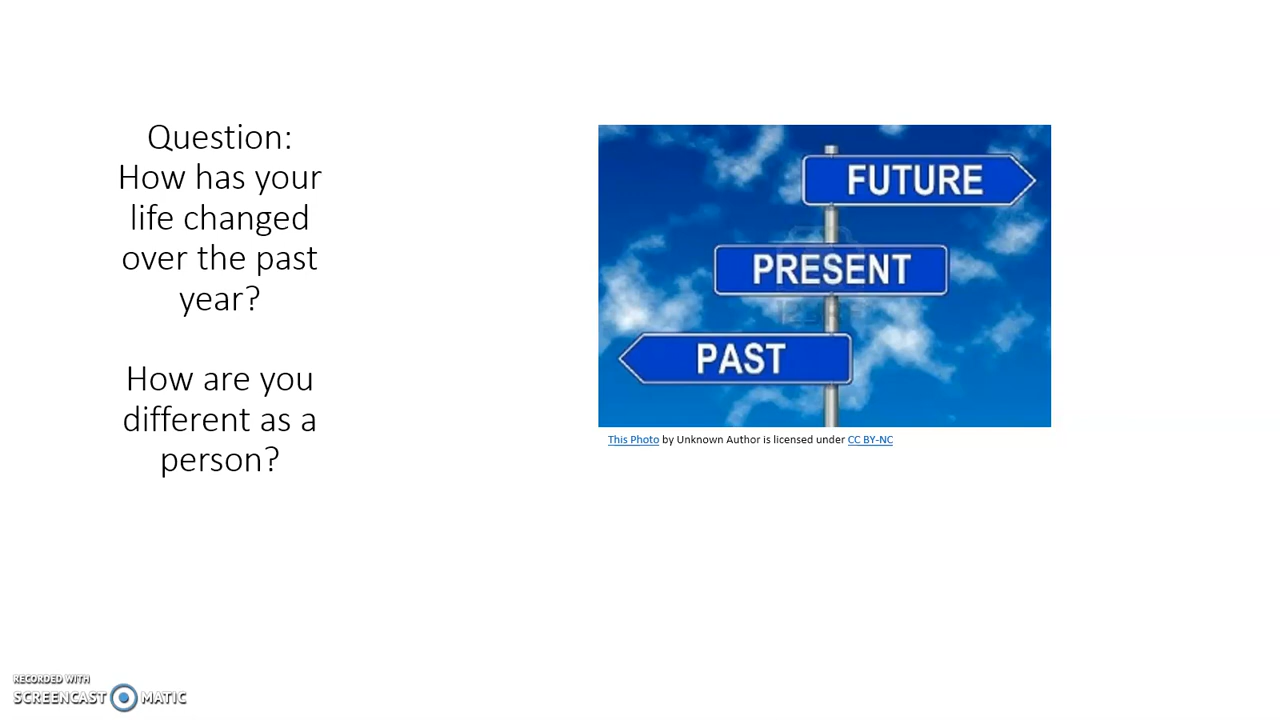 Question:
How has your
life changed
over the past
year?
How are you
different as a
person?
FUTURE
PRESENT
PAST
This Photo by Unknown Author is licensed under CC BY-NC
RECORDED WITH
SCREENCAST MATIC